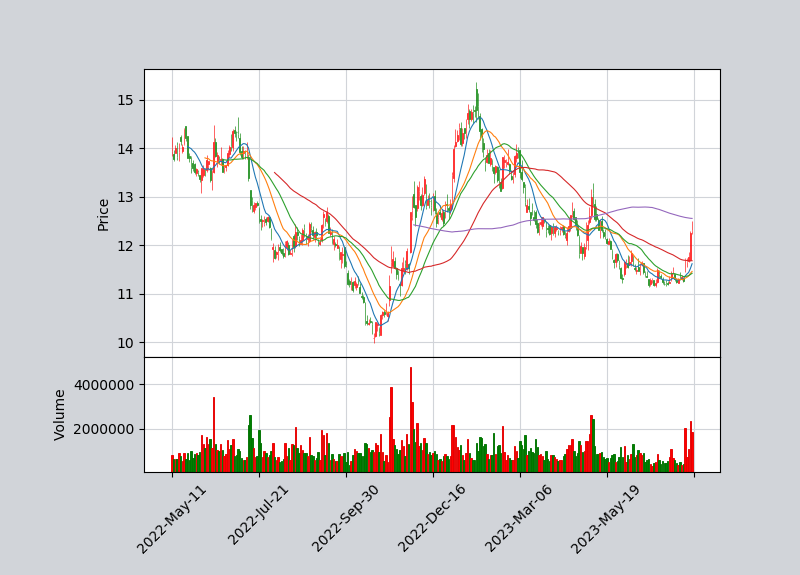 15
14
13
12
11
10
Price
4000000
2000000
Volume
2022-May-11
2022-Jul-21
2022-Sep-30
2022-Dec-16
2023-Mar-06
2023-May-19